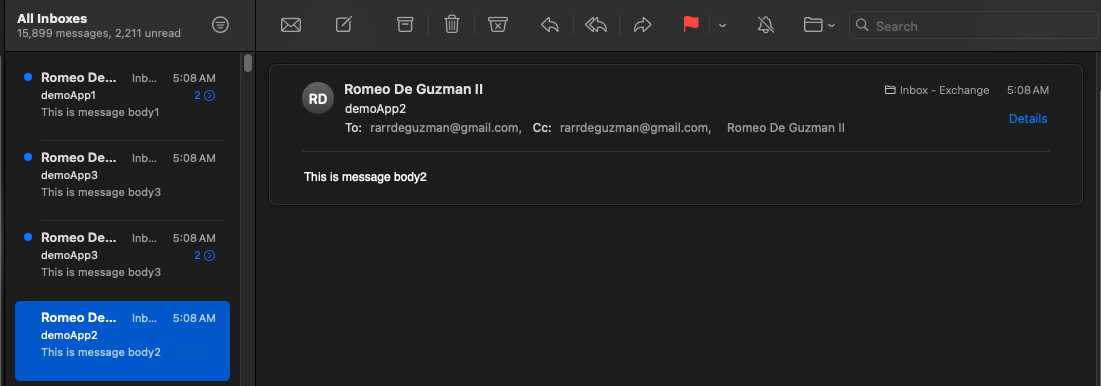 All Inboxes
15,899 messages, 2,211 unread
Search
Romeo De... Inb... 5:08 AM
demoApp1 2
This is message body1
Romeo De... Inb... 5:08 AM
demoApp3
This is message body3
Romeo De... Inb... 5:08 AM
demoApp3 2
This is message body3
Romeo De... Inb... 5:08 AM
demoApp2
This is message body2
RD
Romeo De Guzman II Inbox - Exchange 5:08 AM
demoApp2
To: rarrdeguzman@gmail.com, Cc: rarrdeguzman@gmail.com, Romeo De Guzman II
Details
This is message body2